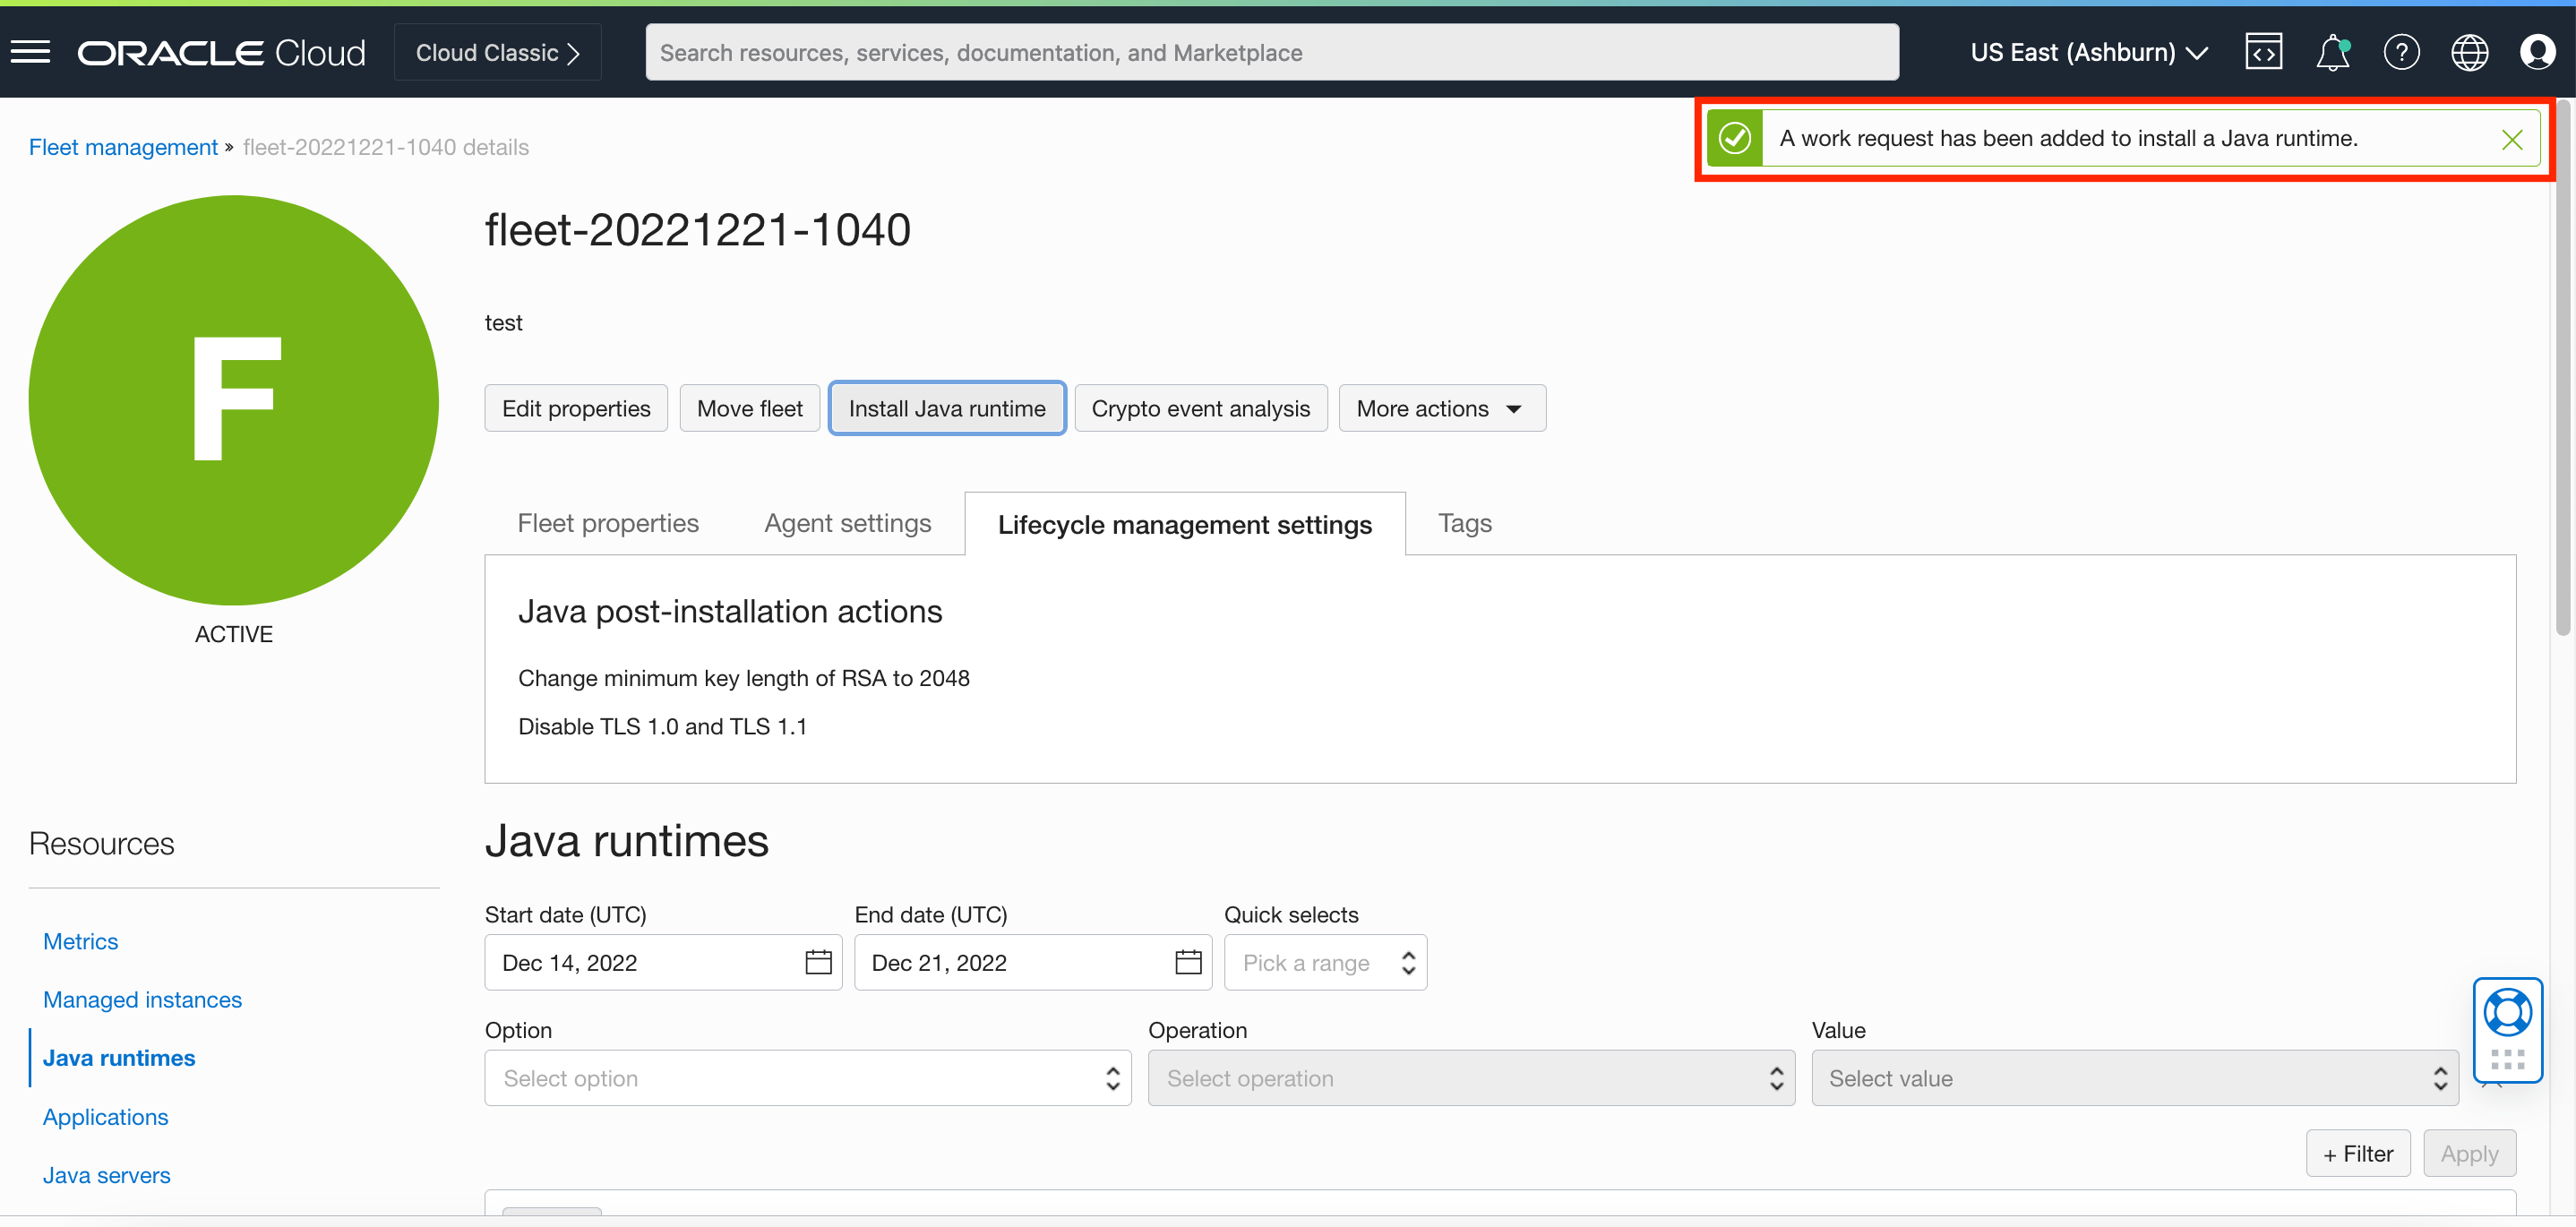 ORACLE Cloud
Cloud Classic
Search resources, services, documentation, and Marketplace
US East (Ashburn)
Fleet management » fleet-20221221-1040 details
A work request has been added to install a Java runtime.
F
ACTIVE
fleet-20221221-1040
test
Edit properties
Move fleet
Install Java runtime
Crypto event analysis
More actions
Fleet properties
Agent settings
Lifecycle management settings
Tags
Java post-installation actions
Change minimum key length of RSA to 2048
Disable TLS 1.0 and TLS 1.1
Resources
Metrics
Managed instances
Java runtimes
Applications
Java servers
Java runtimes
Start date (UTC)
End date (UTC)
Quick selects
Dec 14, 2022
Dec 21, 2022
Pick a range
Option
Operation
Value
Select option
Select operation
Select value
+ Filter
Apply